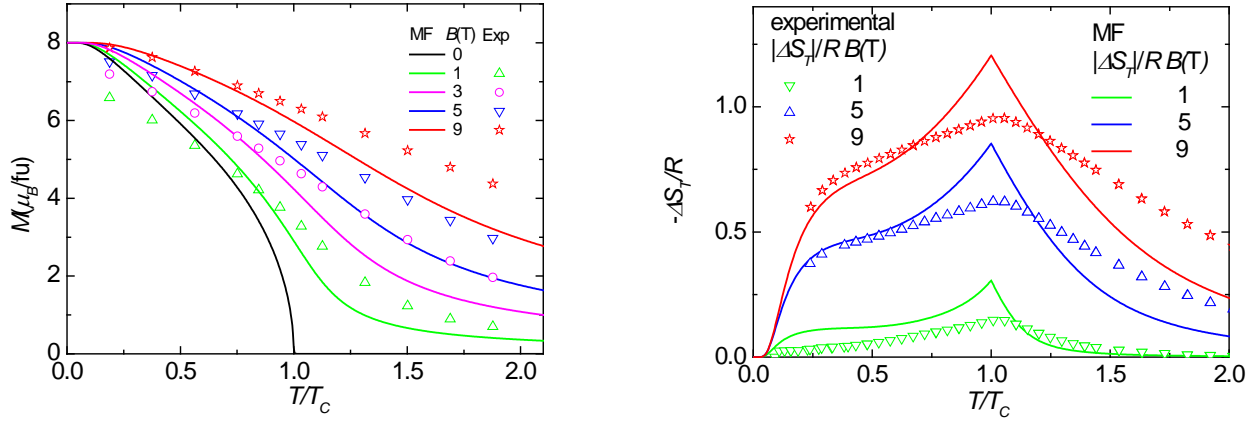 MF B(T) Exp
0
1
3
5
9
8
6
4
2
0
M(μB/fu)
0.0 0.5 1.0 1.5 2.0
T/TC
experimental
|ΔST|/R B(T)
1
5
9
MF
|ΔST|/R B(T)
1
5
9
1.0
0.5
0.0
-ΔST/R
0.0 0.5 1.0 1.5 2.0
T/TC